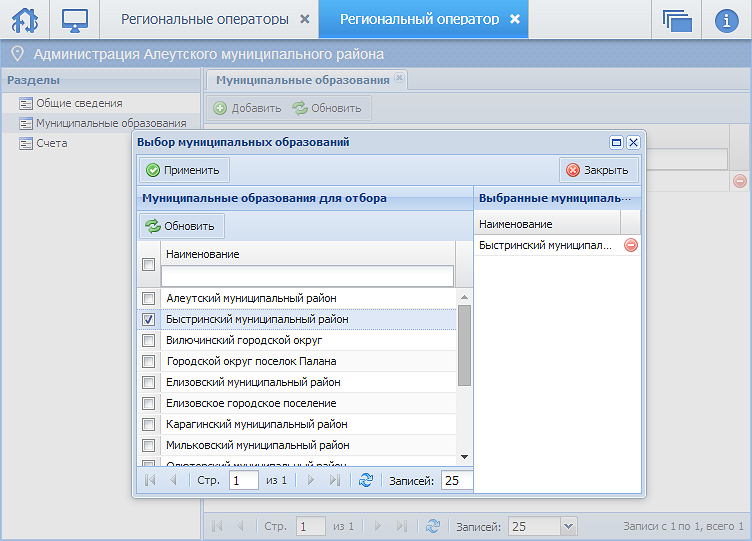 Региональные операторы
Региональный оператор
Администрация Алеутского муниципального района
Разделы
Общие сведения
Муниципальные образования
Счета
Муниципальные образования
Добавить
Обновить
Выбор муниципальных образований
Применить
Закрыть
Муниципальные образования для отбора
Обновить
Наименование
Алеутский муниципальный район
Быстринский муниципальный район
Вилючинский городской округ
Городской округ поселок Палана
Елизовский муниципальный район
Елизовское городское поселение
Карагинский муниципальный район
Мильковский муниципальный район
Олюторский муниципальный район
Стр. 1 из 1
Записей: 25
Выбранные муниципаль...
Наименование
Быстринский муниципал...
Стр. 1 из 1
Записей: 25
Записи с 1 по 1, всего 1